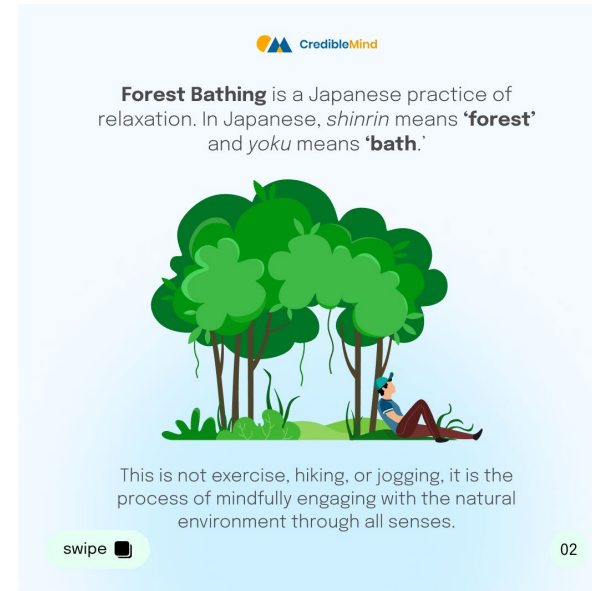 CredibleMind
Forest Bathing is a Japanese practice of
relaxation. In Japanese, shinrin means ‘forest’
and yoku means ‘bath.’
This is not exercise, hiking, or jogging, it is the
process of mindfully engaging with the natural
environment through all senses.
swipe
02